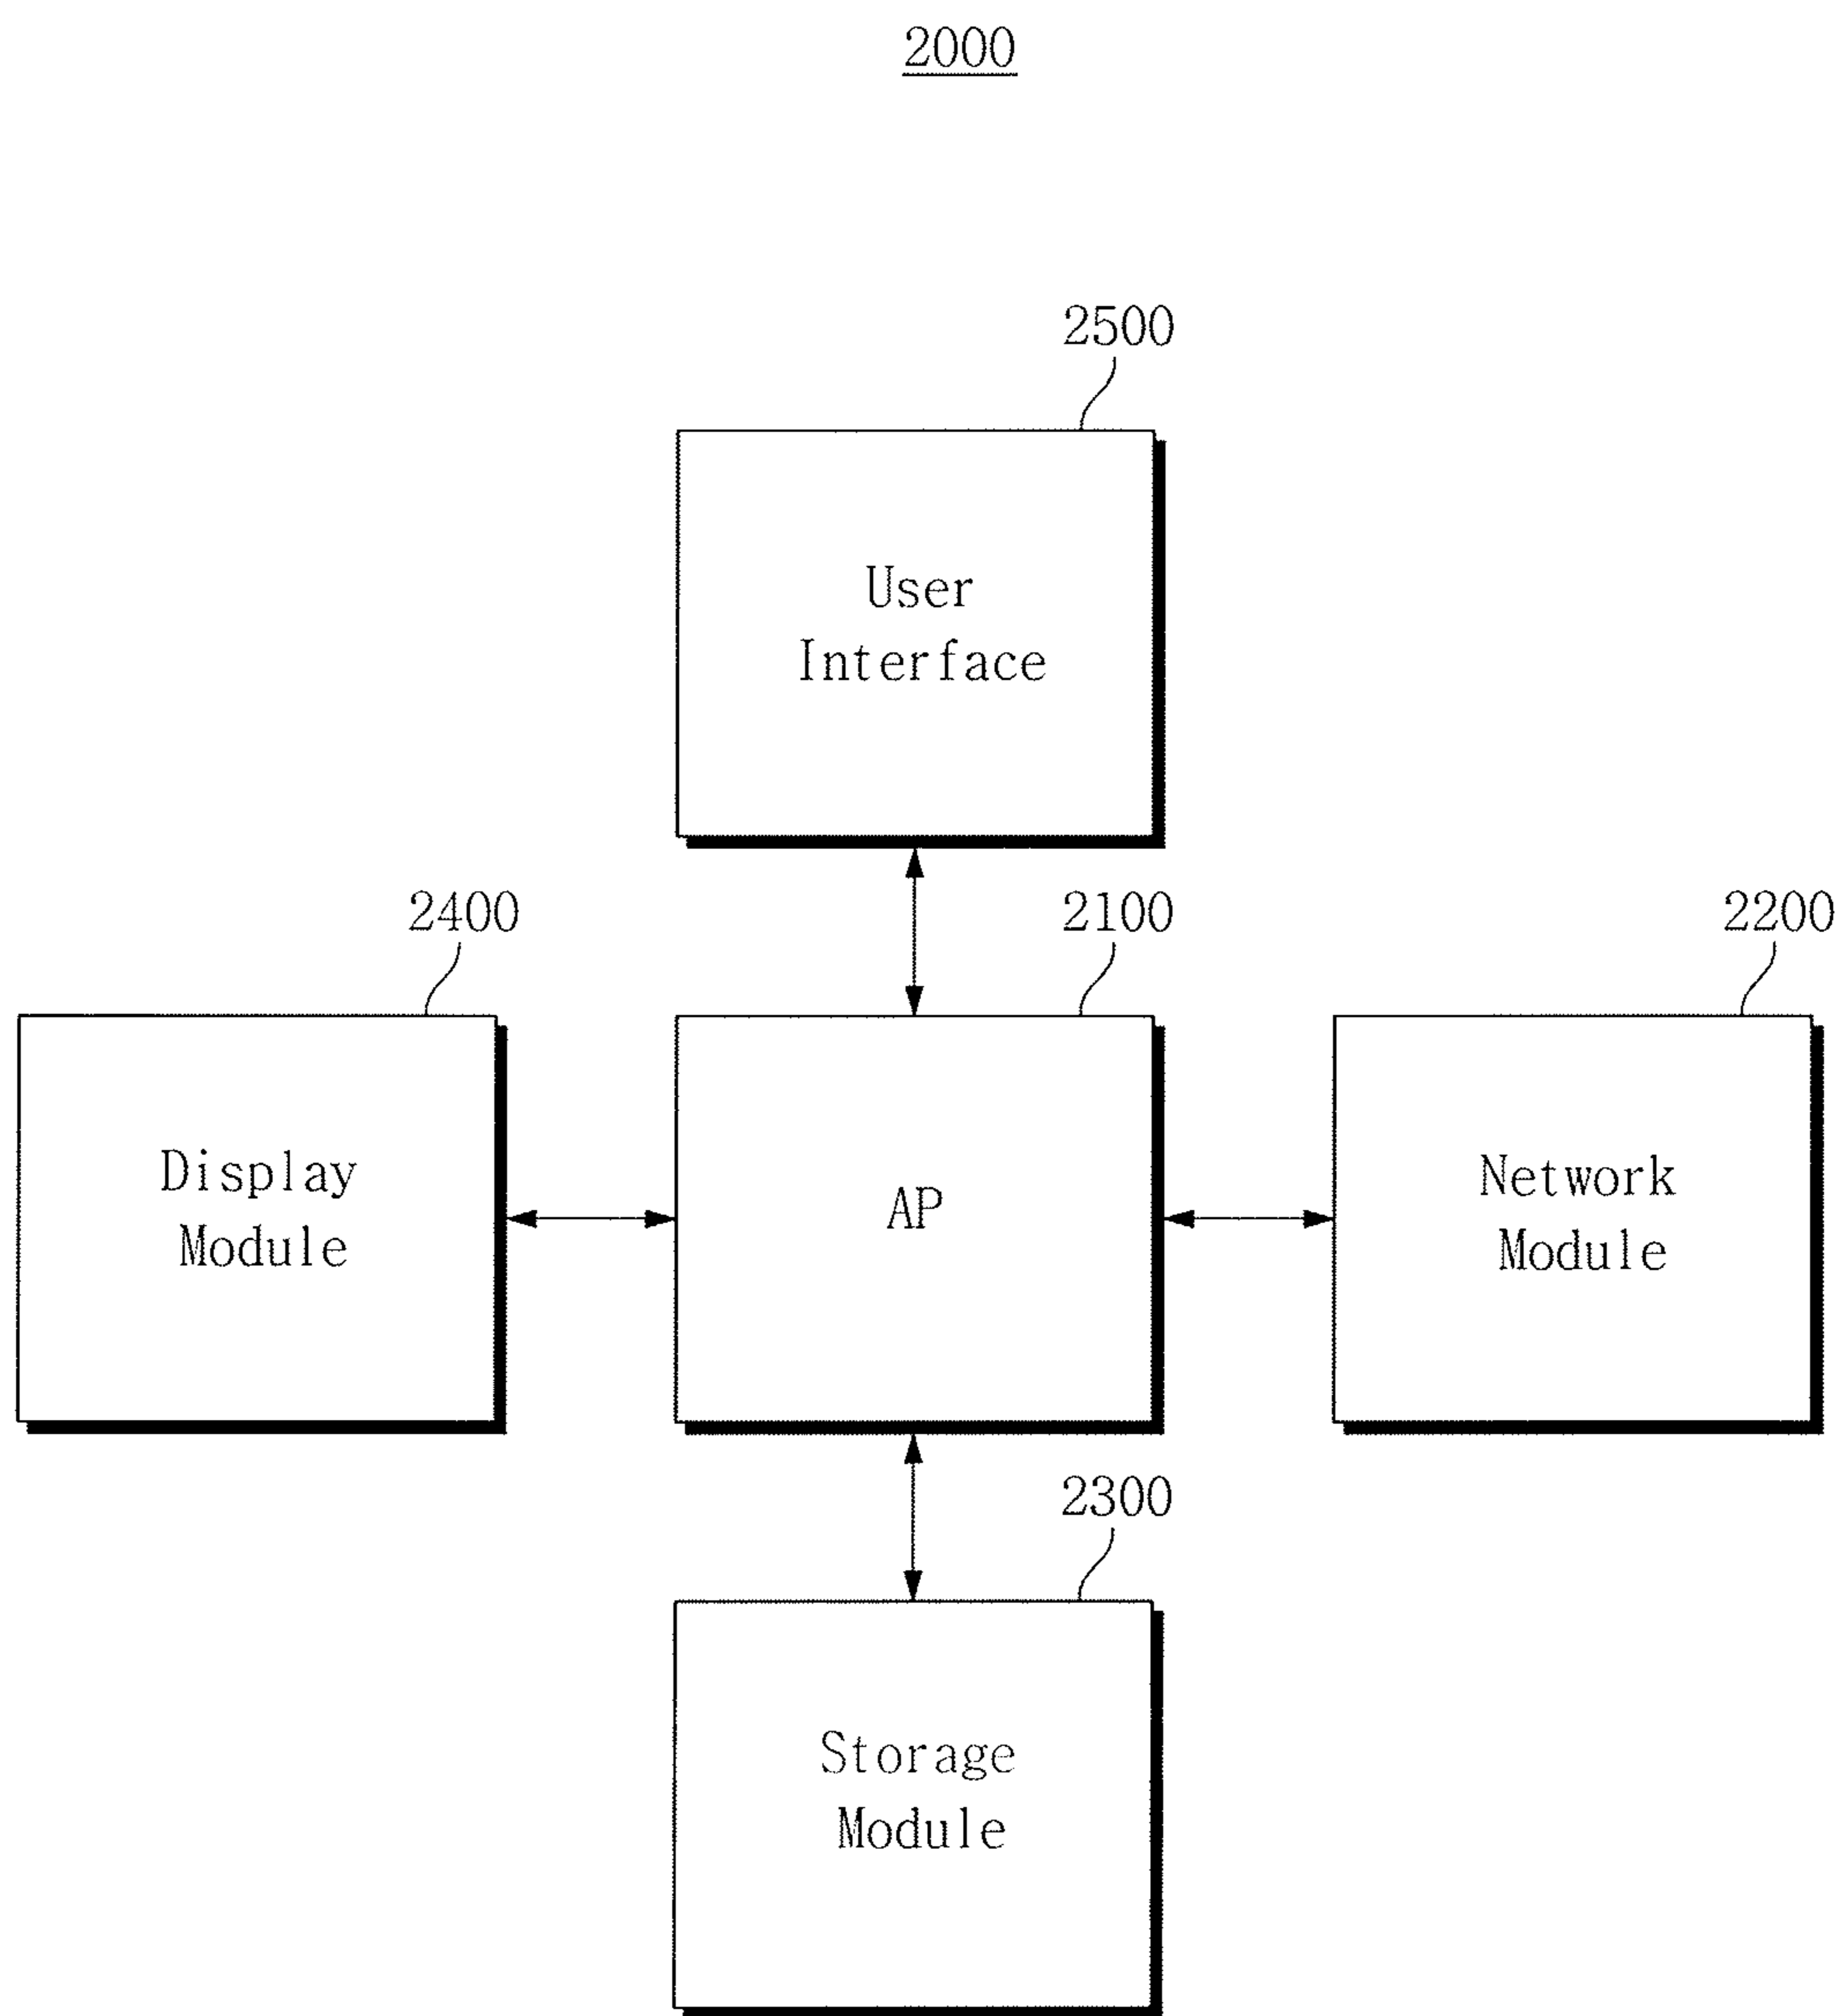 2000
2500
User
Interface
2400
2100
2200
Display
Module
AP
Network
Module
2300
Storage
Module